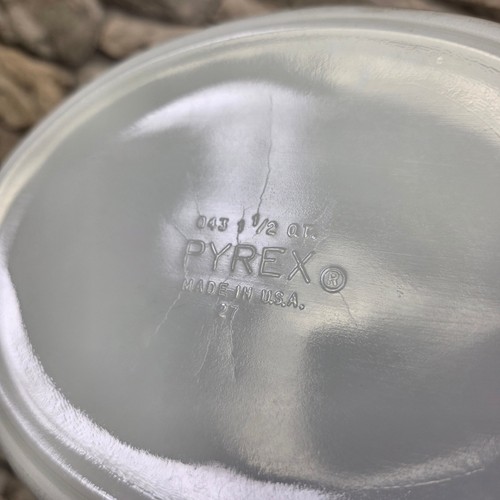 043 1 1/2 QT.
PYREX ®
MADE IN U.S.A.
27